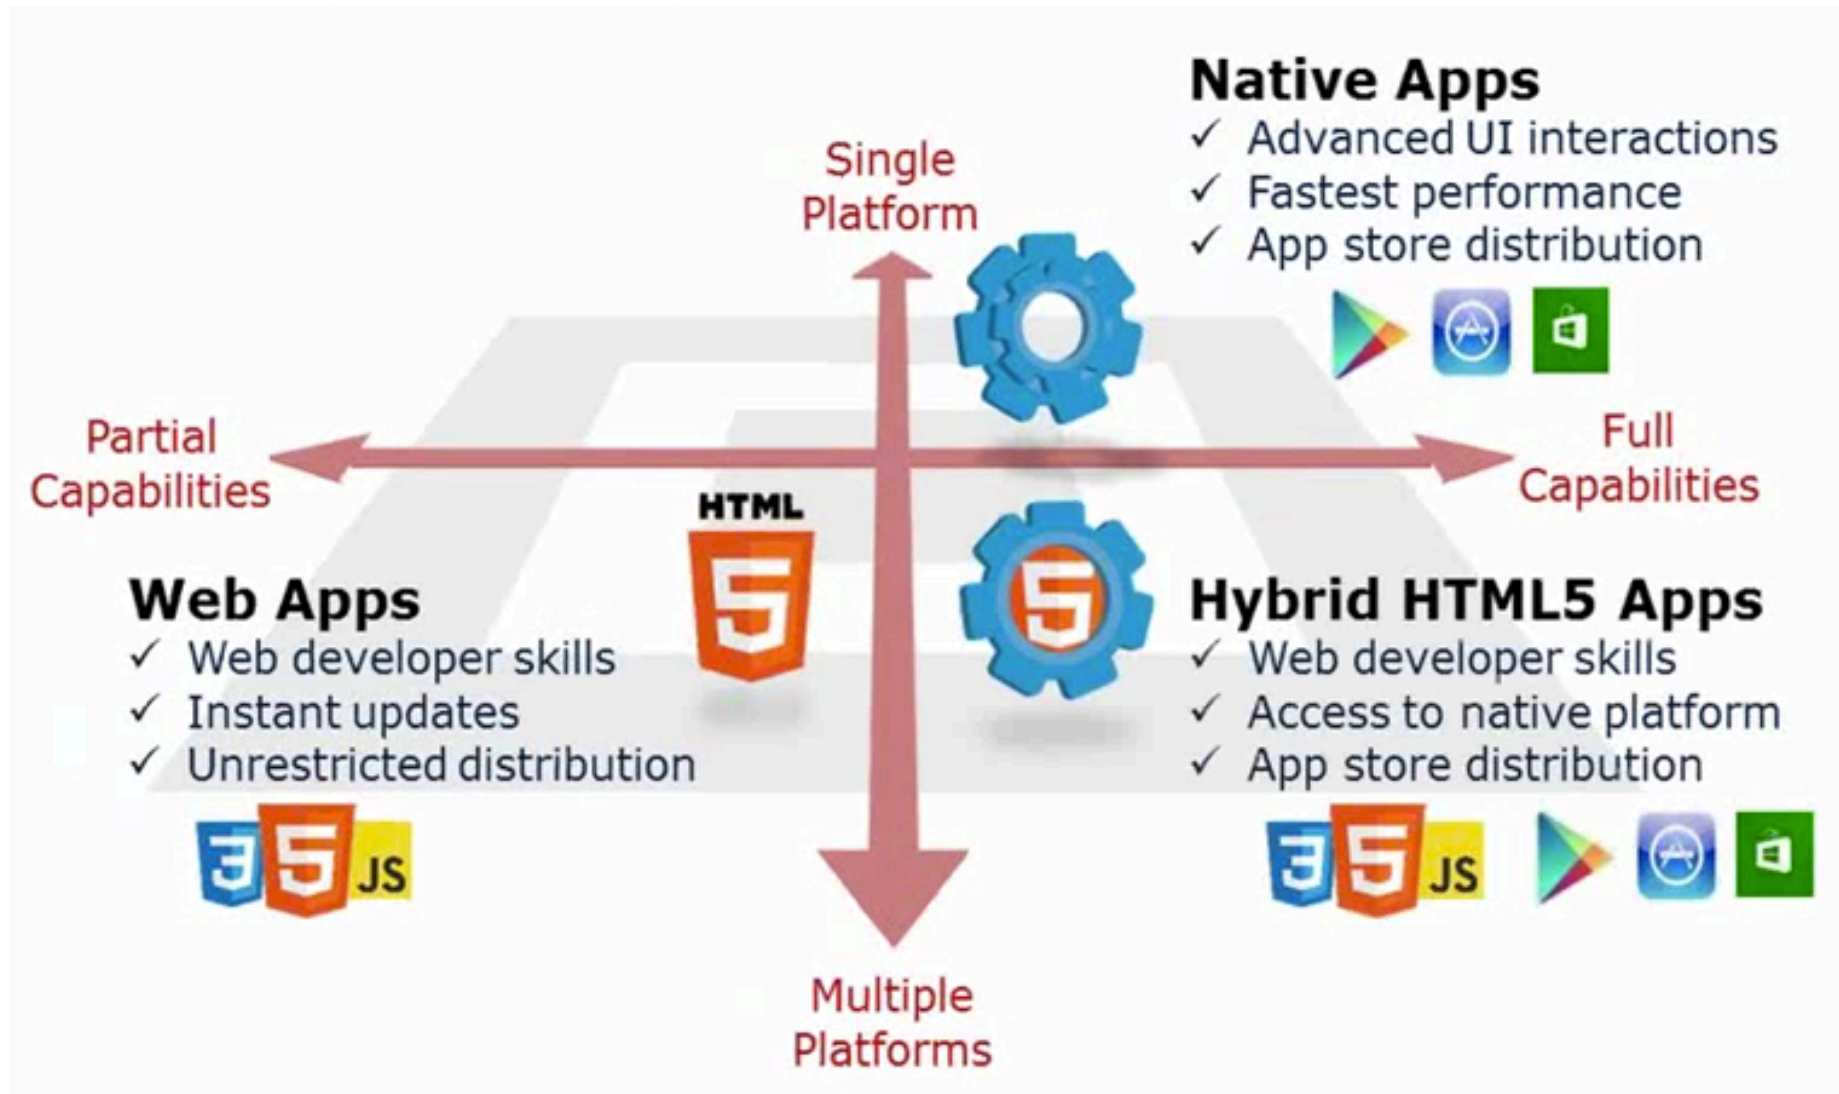 Native Apps
✓ Advanced UI interactions
✓ Fastest performance
✓ App store distribution
Single
Platform
Partial
Capabilities
Full
Capabilities
HTML
5
5
Web Apps
✓ Web developer skills
✓ Instant updates
✓ Unrestricted distribution
3 5 JS
Hybrid HTML5 Apps
✓ Web developer skills
✓ Access to native platform
✓ App store distribution
3 5 JS
Multiple
Platforms